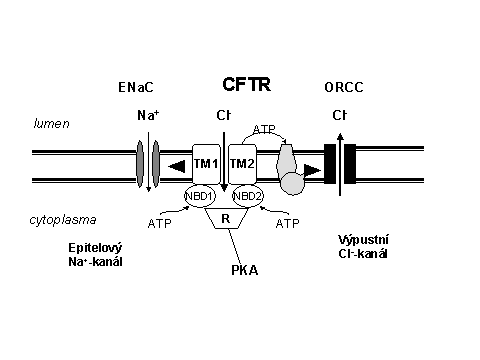 ENaC
CFTR
ORCC
Na⁺
Cl⁻
Cl⁻
lumen
ATP
TM1
TM2
NBD1
NBD2
cytoplasma
ATP
R
ATP
Epitelový
Na⁺-kanál
Výpustní
Cl⁻-kanál
PKA